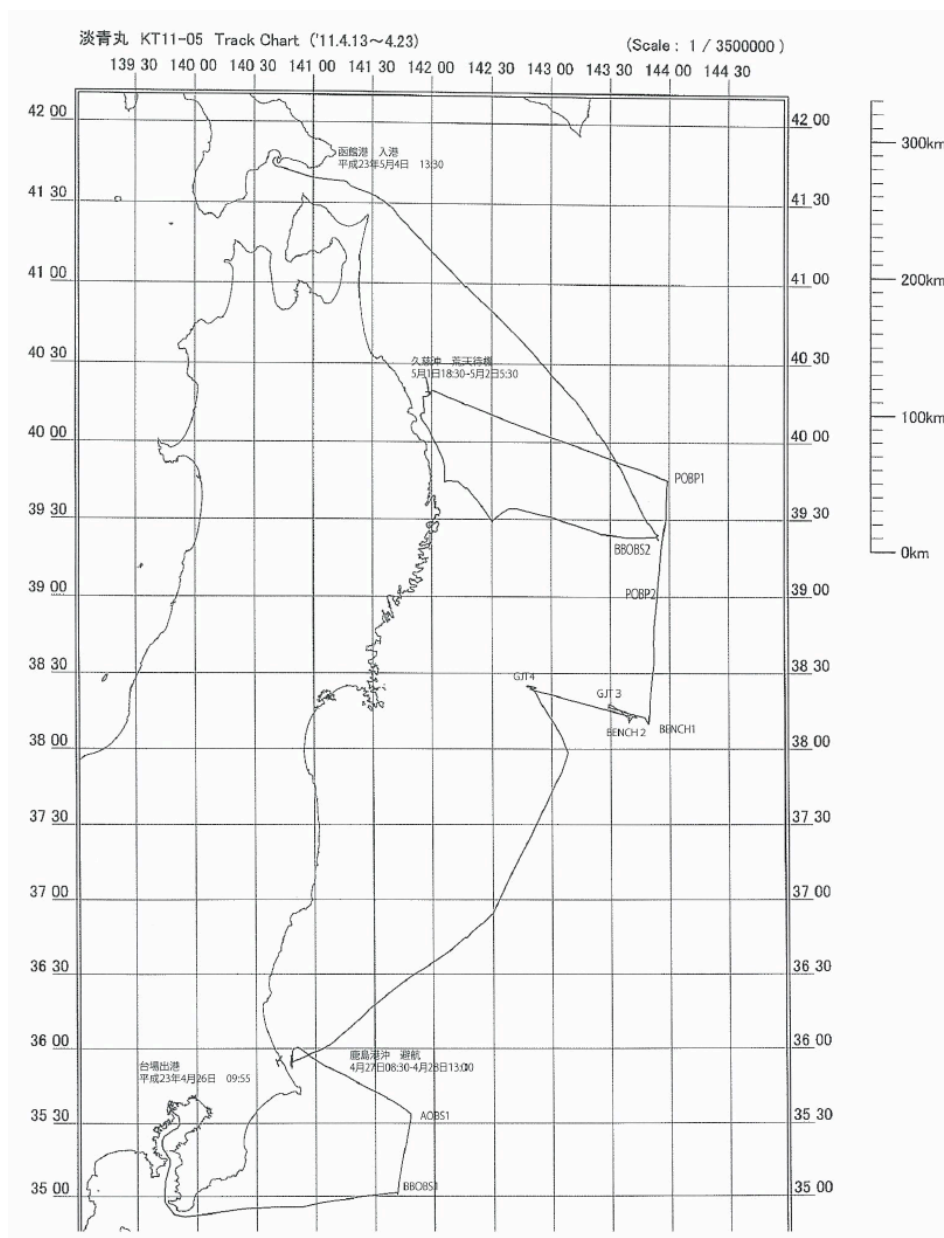 淡青丸 KT11-05 Track Chart ('11.4.13～4.23)
(Scale : 1 / 3500000 )
139 30 140 00 140 30 141 00 141 30 142 00 142 30 143 00 143 30 144 00 144 30
42 00 42 00
300km
函館港 入港
平成23年5月4日 13:30
41 30 41 30
41 00 41 00
200km
40 30 40 30
久慈沖 荒天待機
5月1日18:30-5月2日5:30
100km
40 00 40 00
POBP1
39 30 39 30
BBOBS2
0km
39 00 39 00
POBP2
38 30 38 30
GJT4
GJT 3
BENCH 2
BENCH1
38 00 38 00
37 30 37 30
37 00 37 00
36 30 36 30
36 00 36 00
鹿島港沖 避航
4月27日08:30-4月28日13:00
台場出港
平成23年4月26日 09:55
35 30 35 30
AOBS1
BBOBS1
35 00 35 00